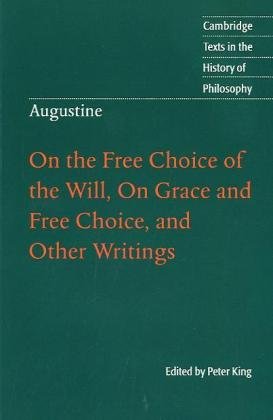 Cambridge
Texts in the
History of
Philosophy
Augustine
On the Free Choice of
the Will, On Grace and
Free Choice, and
Other Writings
Edited by Peter King